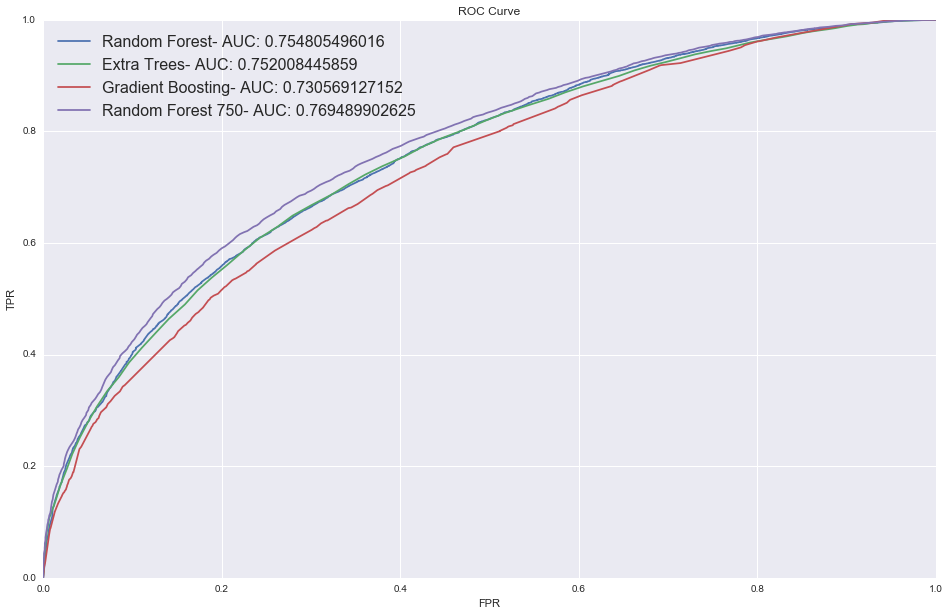 ROC Curve
1.0
Random Forest- AUC: 0.754805496016
Extra Trees- AUC: 0.752008445859
Gradient Boosting- AUC: 0.730569127152
Random Forest 750- AUC: 0.769489902625
0.8
0.6
TPR
0.4
0.2
0.0
0.0 0.2 0.4 0.6 0.8 1.0
FPR